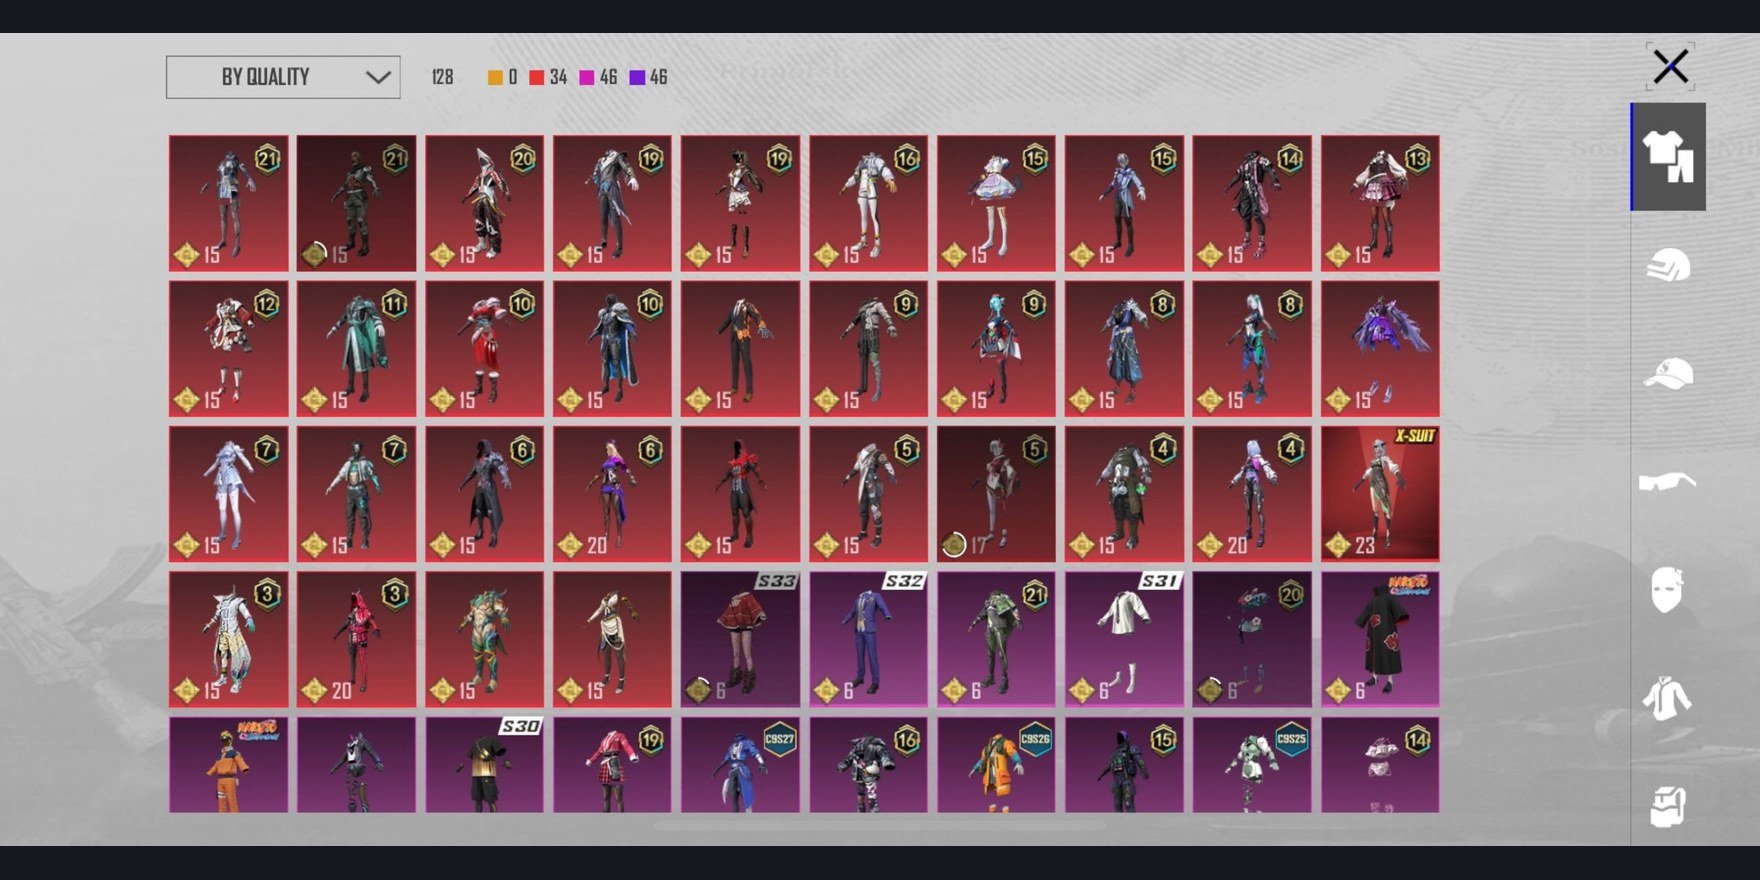 BY QUALITY 128 0 34 46 46
21 21 20 19 19 16 15 15 14 13
15 15 15 15 15 15 15 15 15 15
12 11 10 10 9 9 8 8
15 15 15 15 15 15 15 15 15 15
7 7 6 6 5 5 4 4 X-SUIT
15 15 15 20 15 15 17 15 20 23
3 3 S33 S32 21 S31 20 NARUTO
15 20 15 15 6 6 6 6 6 6
NARUTO S30 19 C9S27 16 C9S26 15 C9S25 14